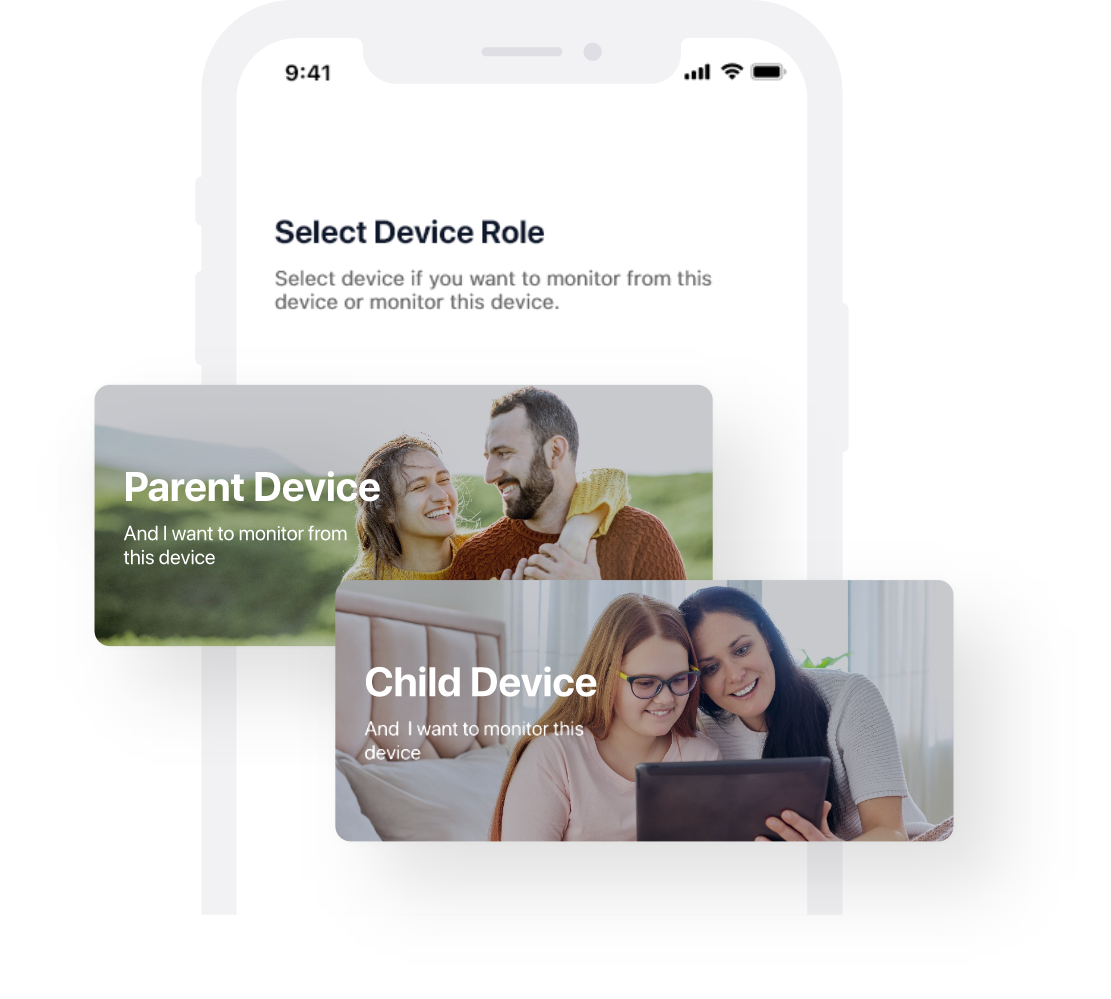 9:41
Select Device Role
Select device if you want to monitor from this
device or monitor this device.
Parent Device
And I want to monitor from
this device
Child Device
And I want to monitor this
device